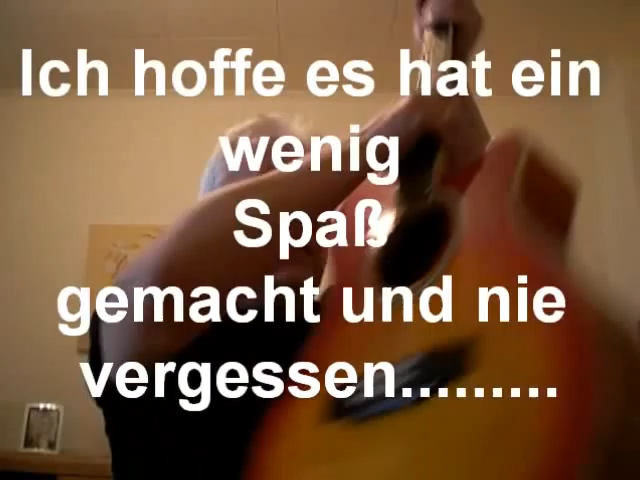 Ich hoffe es hat ein
wenig
Spaß
gemacht und nie
vergessen.........